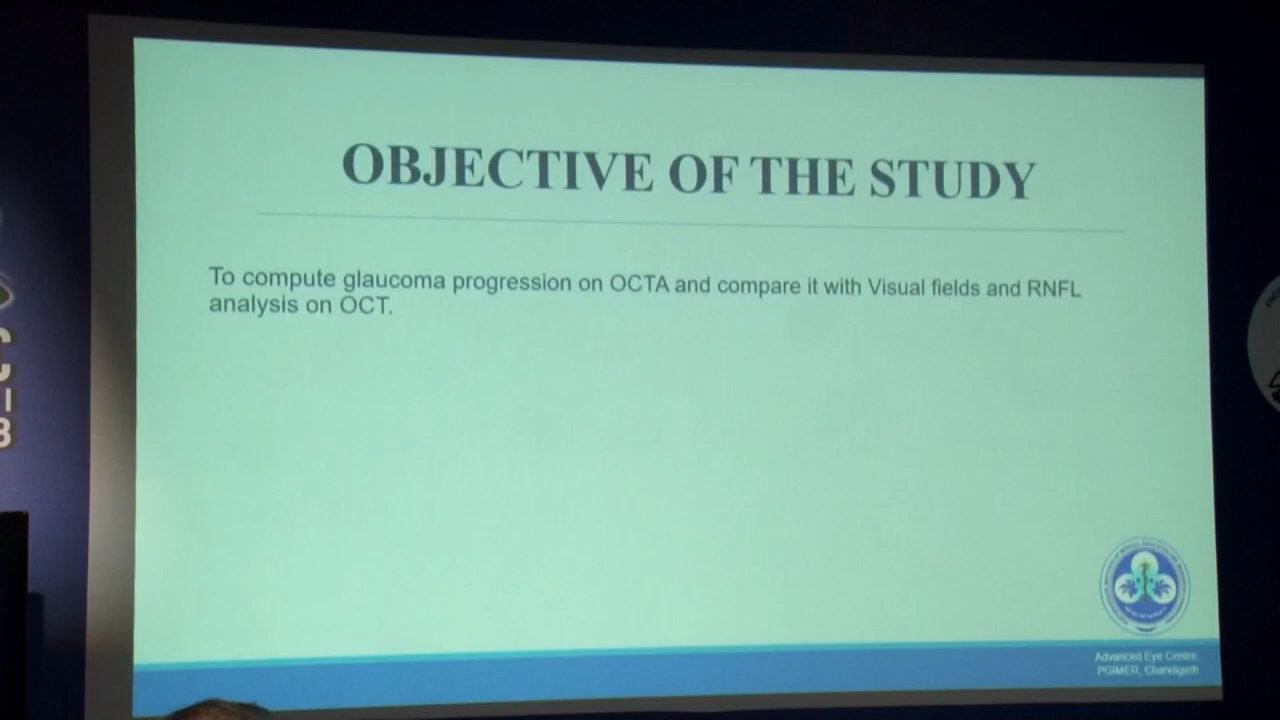 OBJECTIVE OF THE STUDY
To compute glaucoma progression on OCTA and compare it with Visual fields and RNFL
analysis on OCT.
Advanced Eye Centre,
PGIMER, Chandigarh